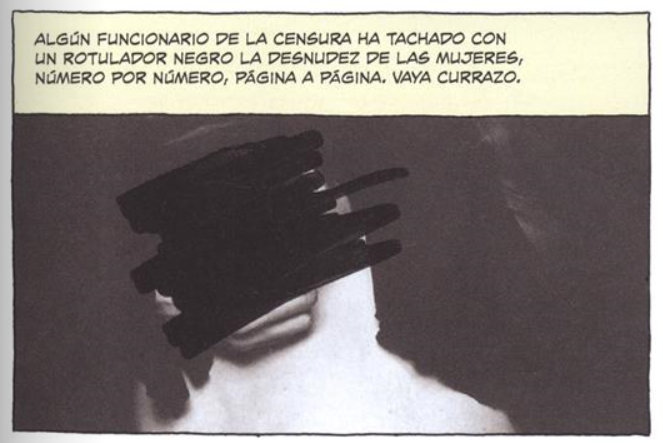 ALGÚN FUNCIONARIO DE LA CENSURA HA TACHADO CON
UN ROTULADOR NEGRO LA DESNUDEZ DE LAS MUJERES,
NÚMERO POR NÚMERO, PÁGINA A PÁGINA. VAYA CURRAZO.